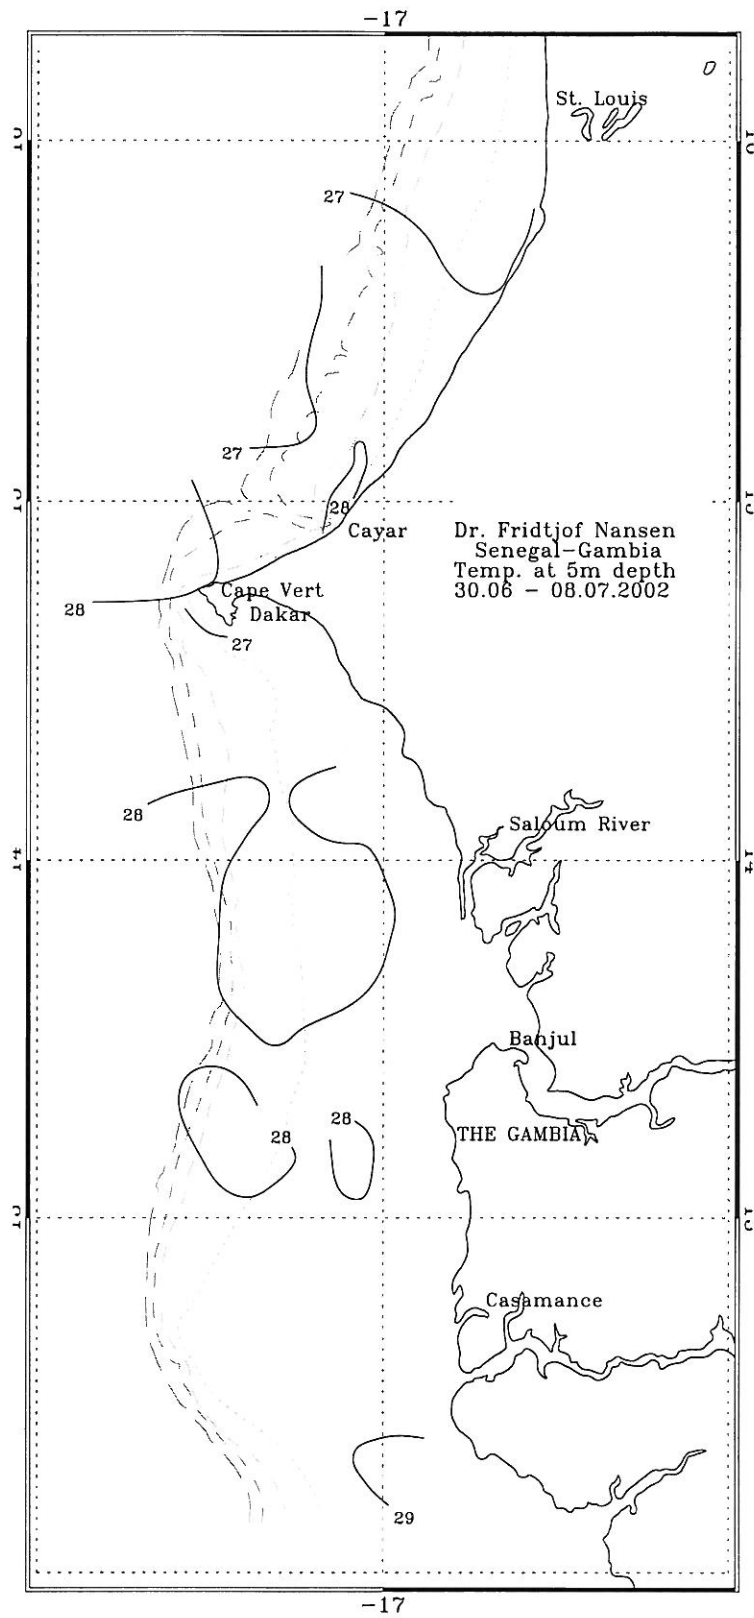 -17
St. Louis
27
27
28
Cayar
Dr. Fridtjof Nansen
Senegal-Gambia
Temp. at 5m depth
30.06 - 08.07.2002
Cape Vert
28
Dakar
27
28
Saloum River
Banjul
28
28
THE GAMBIA
Casamance
29
-17